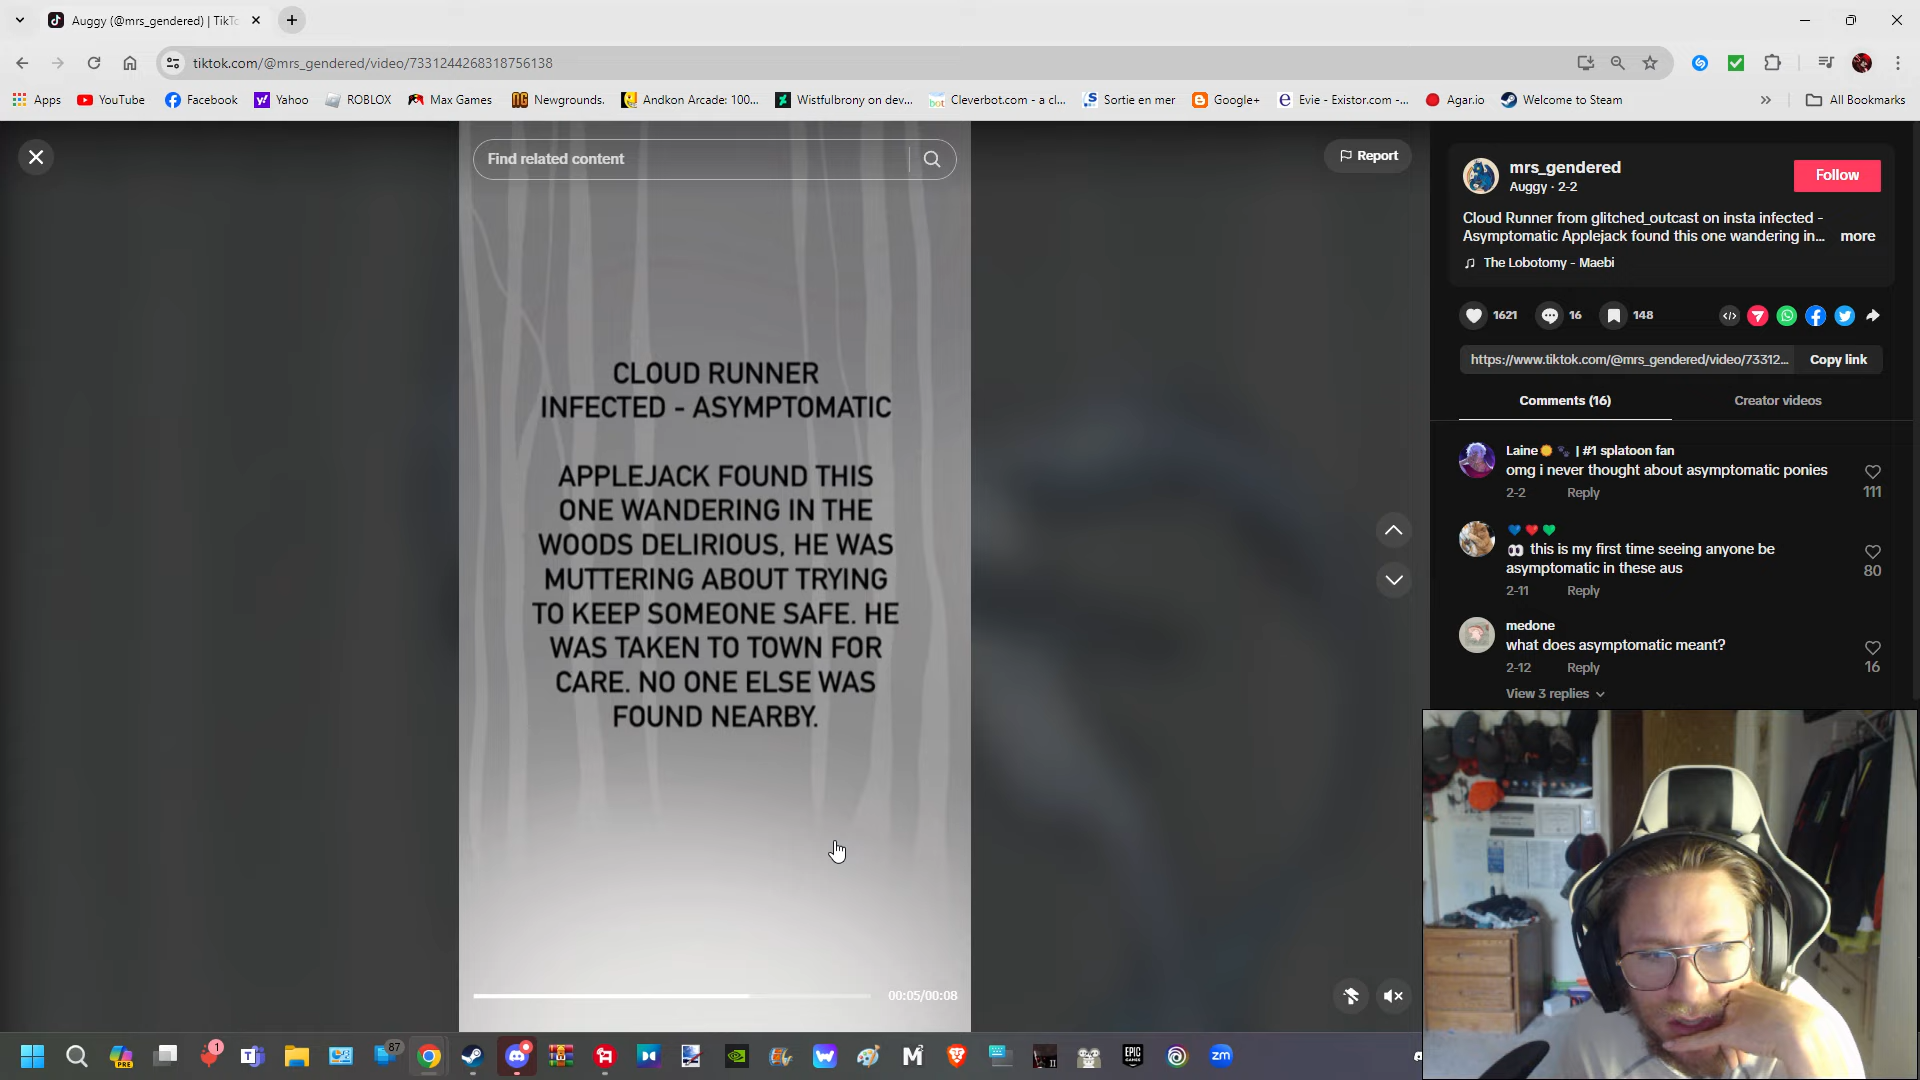 Auggy (@mrs_gendered) | TikTo
tiktok.com/@mrs_gendered/video/7331244268318756138
Apps
YouTube
Facebook
Yahoo
ROBLOX
Max Games
Newgrounds.
Andkon Arcade: 100...
Wistfulbrony on dev...
Cleverbot.com - a cl...
Sortie en mer
Google+
Evie - Existor.com -...
Agar.io
Welcome to Steam
All Bookmarks
Find related content
Report
CLOUD RUNNER
INFECTED - ASYMPTOMATIC
APPLEJACK FOUND THIS
ONE WANDERING IN THE
WOODS DELIRIOUS, HE WAS
MUTTERING ABOUT TRYING
TO KEEP SOMEONE SAFE. HE
WAS TAKEN TO TOWN FOR
CARE. NO ONE ELSE WAS
FOUND NEARBY.
00:05/00:08
mrs_gendered
Auggy · 2-2
Follow
Cloud Runner from glitched_outcast on insta infected -
Asymptomatic Applejack found this one wandering in... more
The Lobotomy - Maebi
1621
16
148
https://www.tiktok.com/@mrs_gendered/video/73312...
Copy link
Comments (16)
Creator videos
Laine | #1 splatoon fan
omg i never thought about asymptomatic ponies
2-2 Reply
111
this is my first time seeing anyone be
asymptomatic in these aus
2-11 Reply
80
medone
what does asymptomatic meant?
2-12 Reply
16
View 3 replies
PRE
1
87
EPIC
GAMES
zm